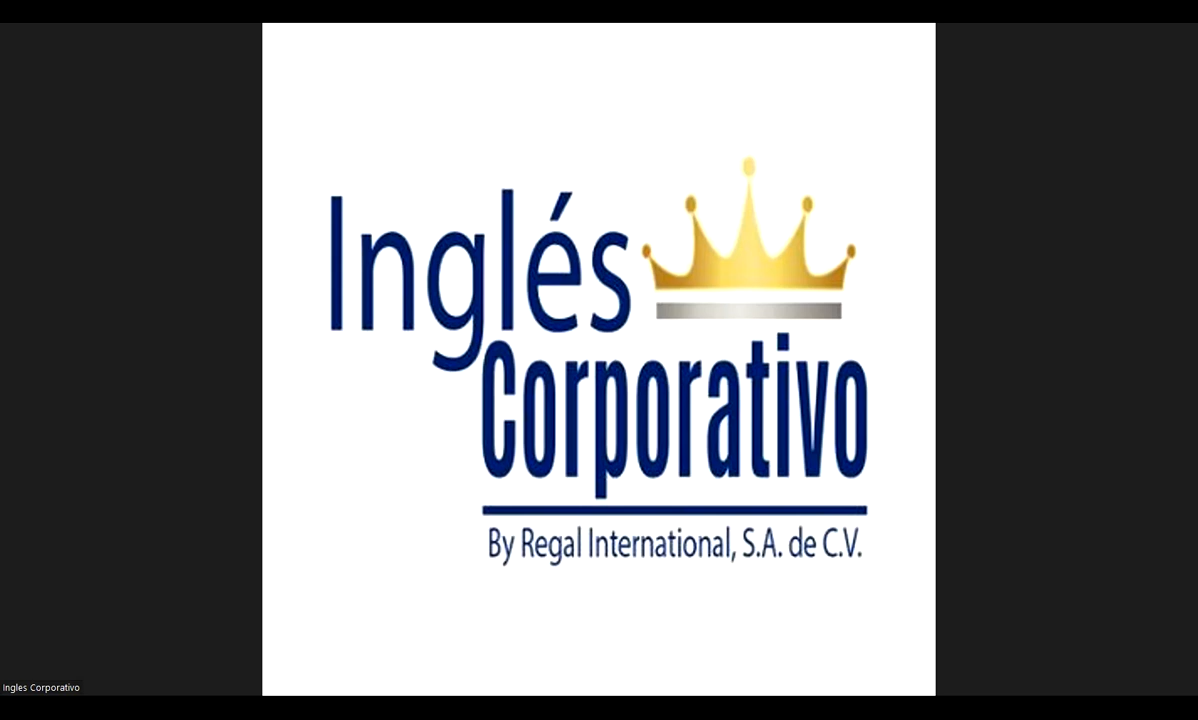 Inglés
Corporativo
By Regal International, S.A. de C.V.
Ingles Corporativo